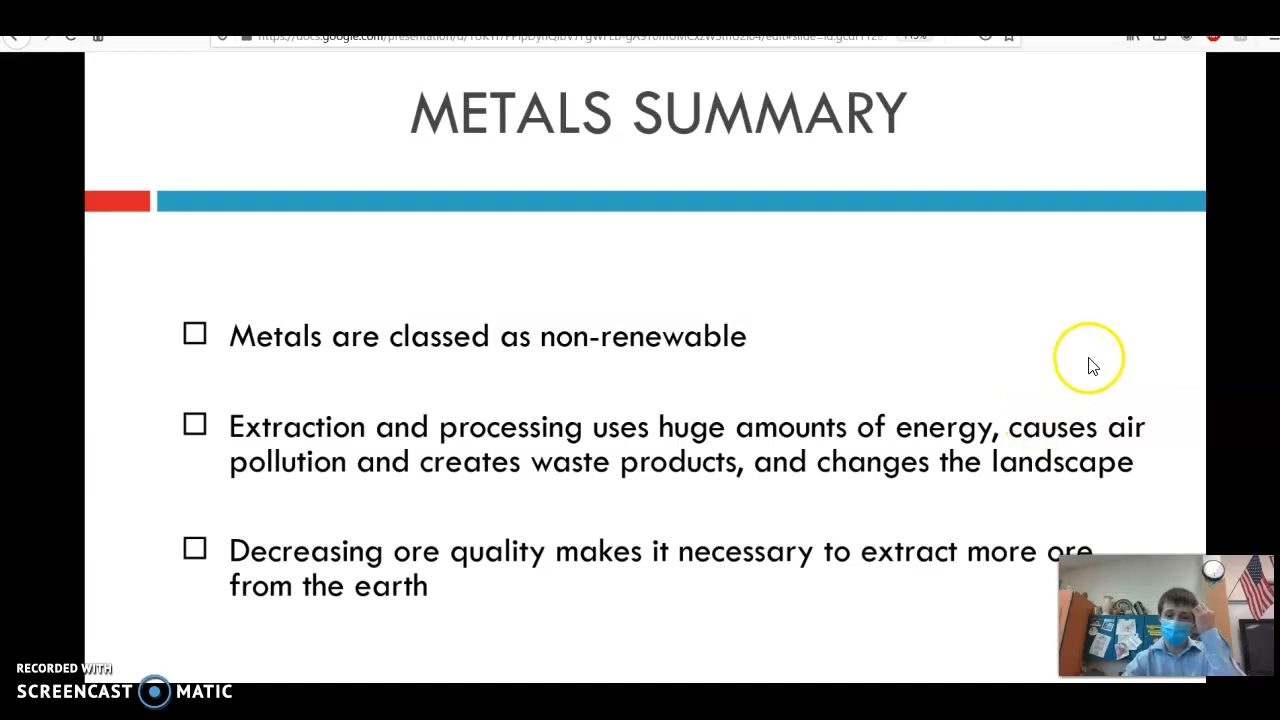 METALS SUMMARY
Metals are classed as non-renewable
Extraction and processing uses huge amounts of energy, causes air
pollution and creates waste products, and changes the landscape
Decreasing ore quality makes it necessary to extract more ore
from the earth
RECORDED WITH
SCREENCAST MATIC